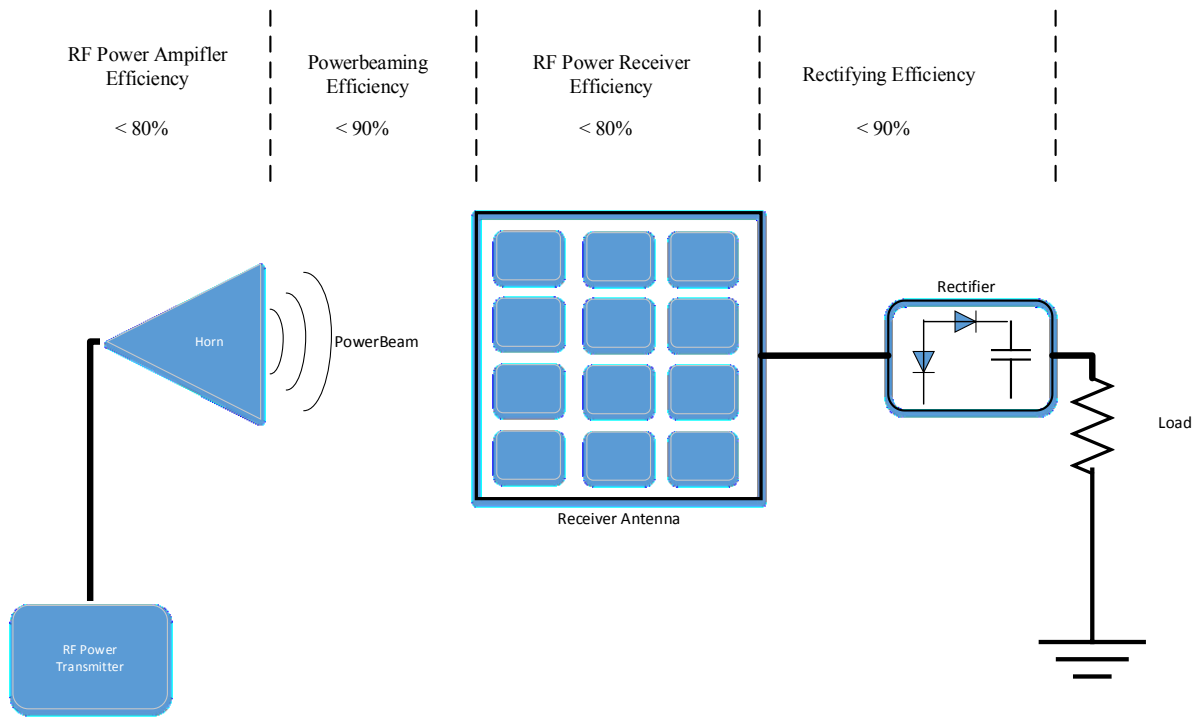 RF Power Ampifler
Efficiency
< 80%
Powerbeaming
Efficiency
< 90%
RF Power Receiver
Efficiency
< 80%
Rectifying Efficiency
< 90%
Horn
PowerBeam
Receiver Antenna
Rectifier
Load
RF Power
Transmitter